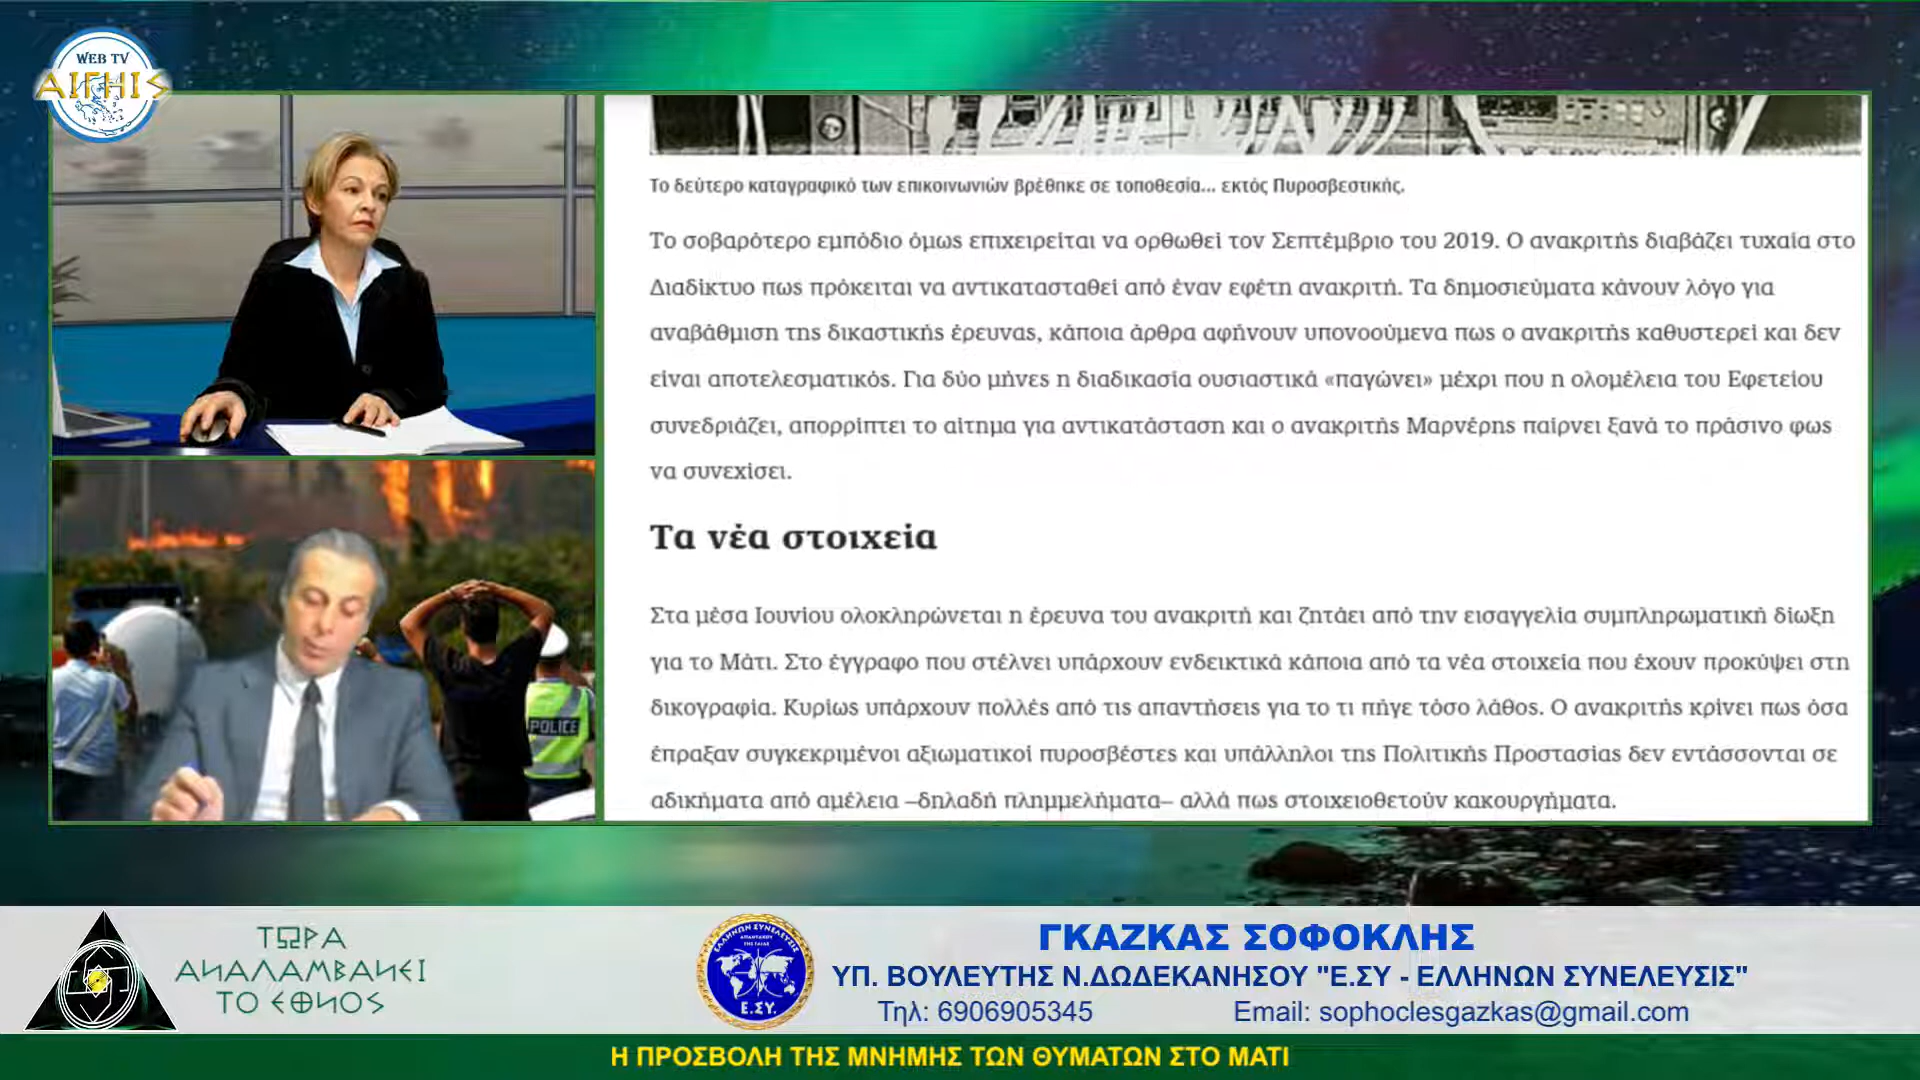 WEB TV
ΑΙΓΗΙΣ
Το δεύτερο καταγραφικό των επικοινωνιών βρέθηκε σε τοποθεσία... εκτός Πυροσβεστικής.
Το σοβαρότερο εμπόδιο όμως επιχειρείται να ορθωθεί τον Σεπτέμβριο του 2019. Ο ανακριτής διαβάζει τυχαία στο
Διαδίκτυο πως πρόκειται να αντικατασταθεί από έναν εφέτη ανακριτή. Τα δημοσιεύματα κάνουν λόγο για
αναβάθμιση της δικαστικής έρευνας, κάποια άρθρα αφήνουν υπονοούμενα πως ο ανακριτής καθυστερεί και δεν
είναι αποτελεσματικός. Για δύο μήνες η διαδικασία ουσιαστικά «παγώνει» μέχρι που η ολομέλεια του Εφετείου
συνεδριάζει, απορρίπτει το αίτημα για αντικατάσταση και ο ανακριτής Μαρνέρης παίρνει ξανά το πράσινο φως
να συνεχίσει.
Τα νέα στοιχεία
Στα μέσα Ιουνίου ολοκληρώνεται η έρευνα του ανακριτή και ζητάει από την εισαγγελία συμπληρωματική δίωξη
για το Μάτι. Στο έγγραφο που στέλνει υπάρχουν ενδεικτικά κάποια από τα νέα στοιχεία που έχουν προκύψει στη
δικογραφία. Κυρίως υπάρχουν πολλές από τις απαντήσεις για το τι πήγε τόσο λάθος. Ο ανακριτής κρίνει πως όσα
έπραξαν συγκεκριμένοι αξιωματικοί πυροσβέστες και υπάλληλοι της Πολιτικής Προστασίας δεν εντάσσονται σε
αδικήματα από αμέλεια –δηλαδή πλημμελήματα– αλλά πως στοιχειοθετούν κακουργήματα.
POLICE
ΤΩΡΑ
ΑΝΑΛΑΜΒΑΝΕΙ
ΤΟ ΕΘΝΟΣ
ΕΛΛΗΝΩΝ ΣΥΝΕΛΕΥΣΙΣ
Ε.ΣΥ.
ΓΚΑΖΚΑΣ ΣΟΦΟΚΛΗΣ
ΥΠ. ΒΟΥΛΕΥΤΗΣ Ν.ΔΩΔΕΚΑΝΗΣΟΥ "Ε.ΣΥ - ΕΛΛΗΝΩΝ ΣΥΝΕΛΕΥΣΙΣ"
Τηλ: 6906905345 Email: sophoclesgazkas@gmail.com
Η ΠΡΟΣΒΟΛΗ ΤΗΣ ΜΝΗΜΗΣ ΤΩΝ ΘΥΜΑΤΩΝ ΣΤΟ ΜΑΤΙ